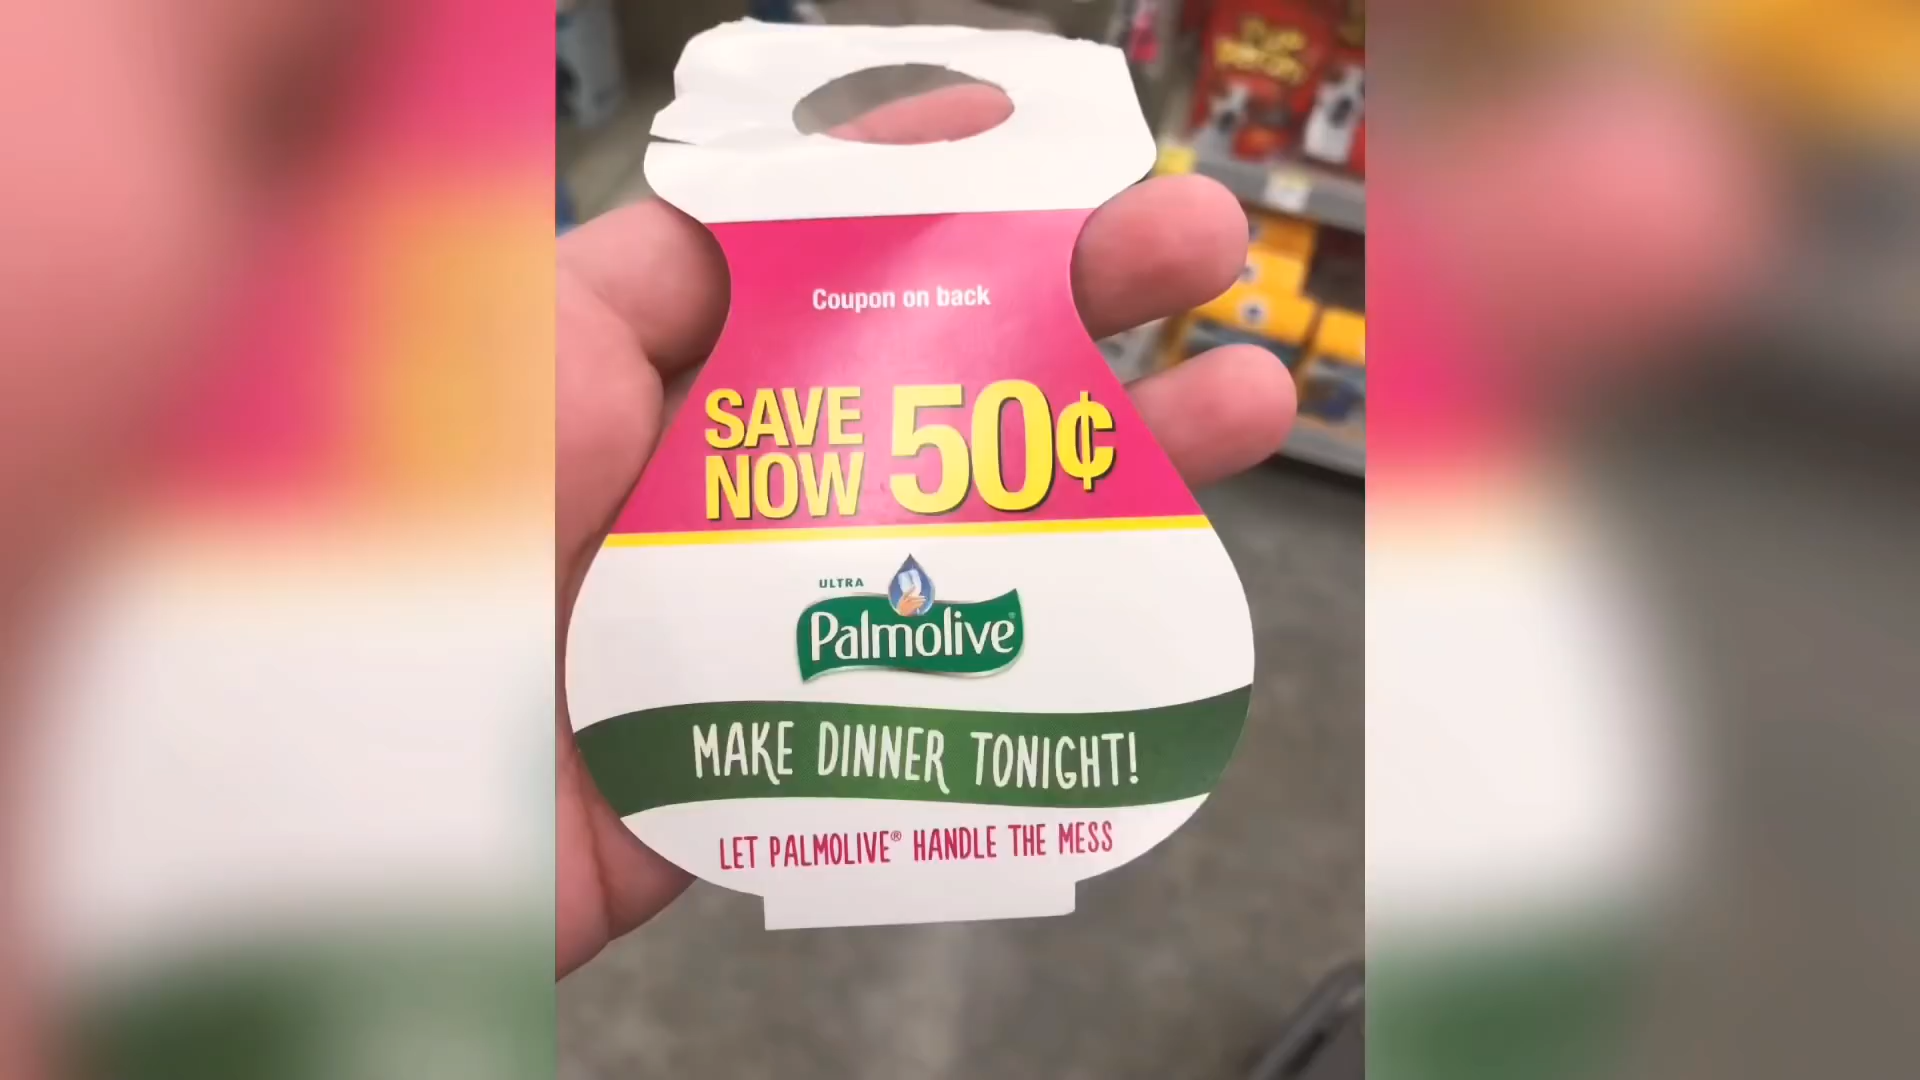 Coupon on back
SAVE
NOW 50¢
ULTRA
Palmolive®
MAKE DINNER TONIGHT!
LET PALMOLIVE® HANDLE THE MESS